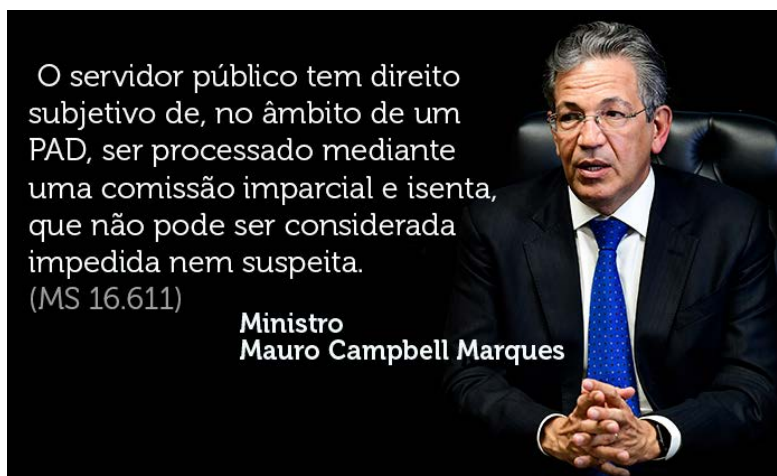 O servidor público tem direito
subjetivo de, no âmbito de um
PAD, ser processado mediante
uma comissão imparcial e isenta,
que não pode ser considerada
impedida nem suspeita.
(MS 16.611)
Ministro
Mauro Campbell Marques